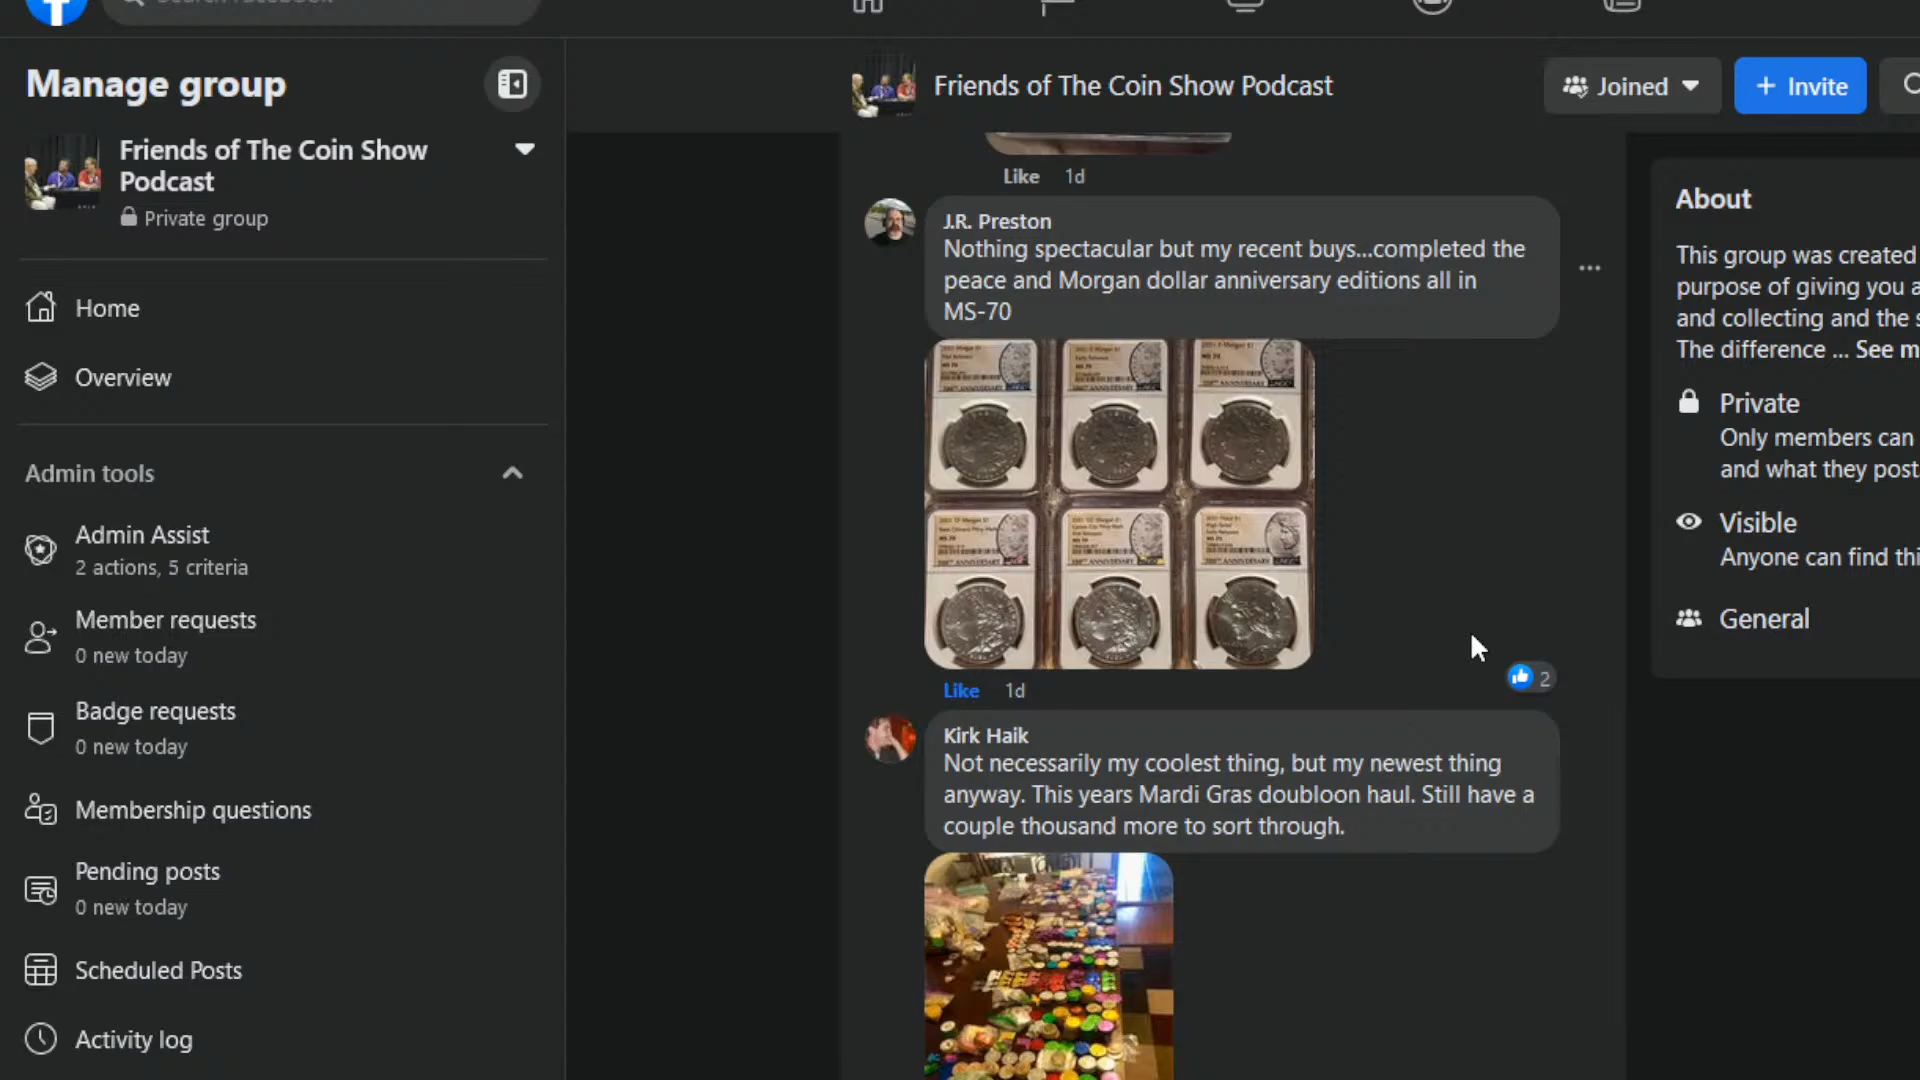 Search Facebook
Manage group
Friends of The Coin Show
Podcast
Private group
Home
Overview
Admin tools
Admin Assist
2 actions, 5 criteria
Member requests
0 new today
Badge requests
0 new today
Membership questions
Pending posts
0 new today
Scheduled Posts
Activity log
Friends of The Coin Show Podcast
Joined
+ Invite
Like 1d
J.R. Preston
Nothing spectacular but my recent buys...completed the
peace and Morgan dollar anniversary editions all in
MS-70
Like 1d
2
Kirk Haik
Not necessarily my coolest thing, but my newest thing
anyway. This years Mardi Gras doubloon haul. Still have a
couple thousand more to sort through.
About
This group was created
purpose of giving you a
and collecting and the s
The difference ... See m
Private
Only members can
and what they post.
Visible
Anyone can find thi
General